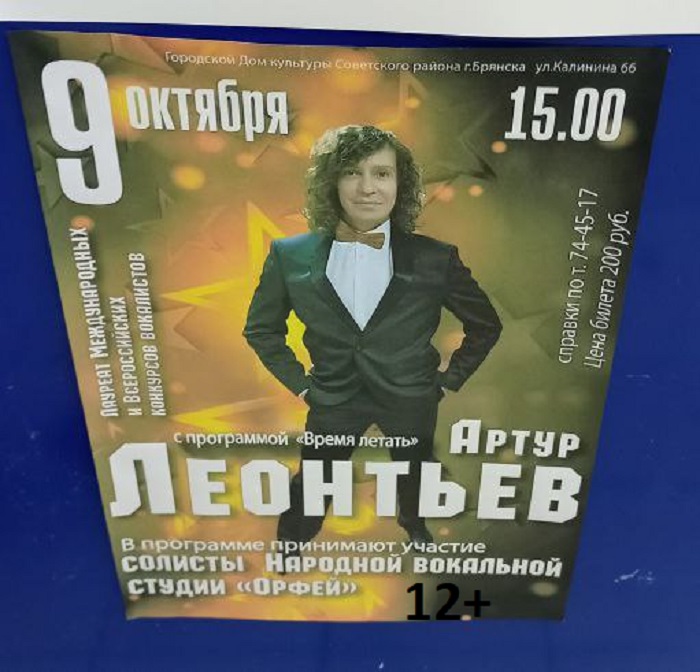 Городской Дом культуры Советского района г.Брянска ул.Калинина 66
9 октября
15.00
Лауреат Международных
и Всероссийских
конкурсов вокалистов
справки по т. 74-45-17
Цена билета 200 руб.
с программой «Время летать»
Артур
Леонтьев
В программе принимают участие
солисты Народной вокальной
студии «Орфей»
12+